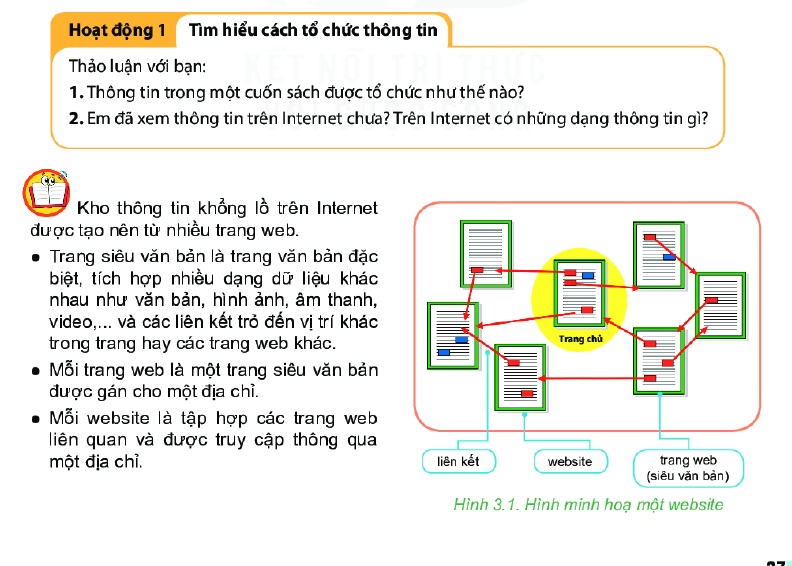 Hoạt động 1 Tìm hiểu cách tổ chức thông tin
KẾT NỐI TRI THỨC
Thảo luận với bạn:
1. Thông tin trong một cuốn sách được tổ chức như thế nào?
2. Em đã xem thông tin trên Internet chưa? Trên Internet có những dạng thông tin gì?
Kho thông tin khổng lồ trên Internet
được tạo nên từ nhiều trang web.
● Trang siêu văn bản là trang văn bản đặc
biệt, tích hợp nhiều dạng dữ liệu khác
nhau như văn bản, hình ảnh, âm thanh,
video,... và các liên kết trỏ đến vị trí khác
trong trang hay các trang web khác.
● Mỗi trang web là một trang siêu văn bản
được gán cho một địa chỉ.
● Mỗi website là tập hợp các trang web
liên quan và được truy cập thông qua
một địa chỉ.
Trang chủ
liên kết
website
trang web
(siêu văn bản)
Hình 3.1. Hình minh hoạ một website